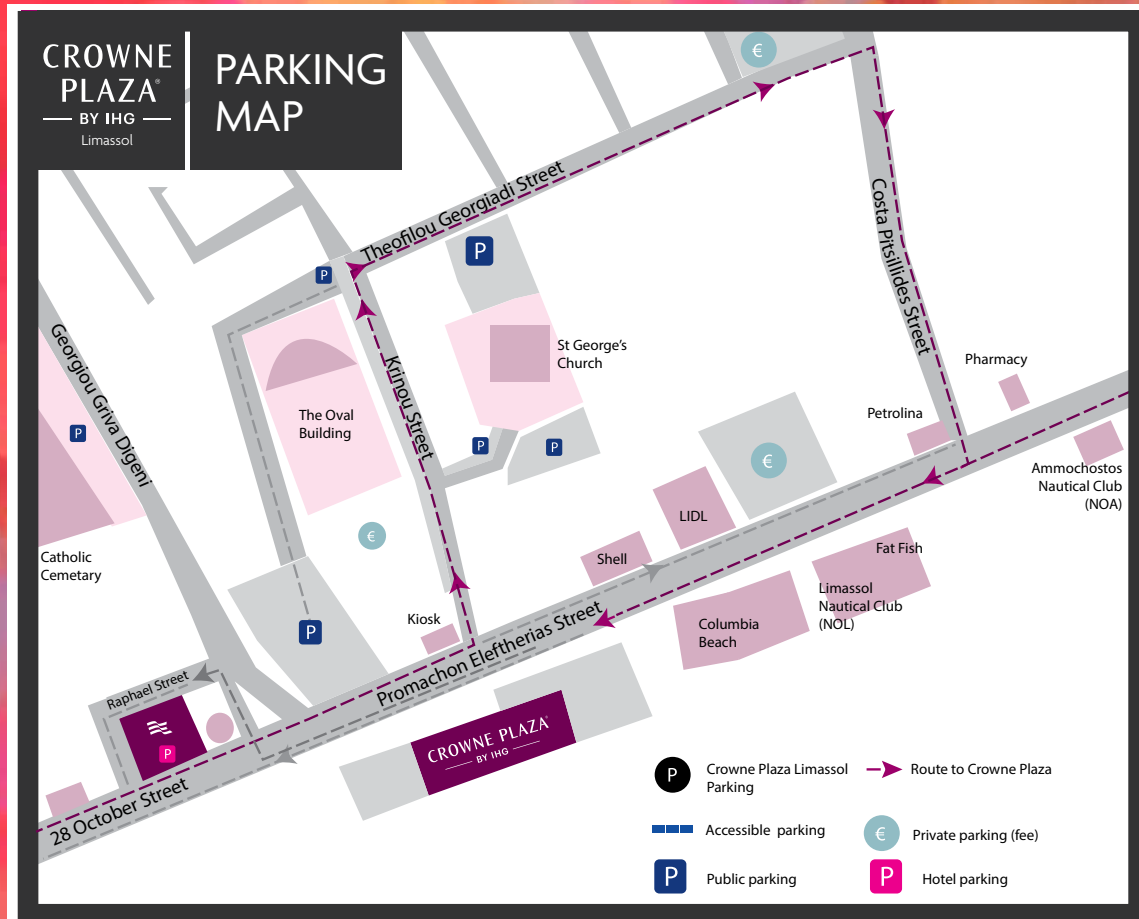 CROWNE
PLAZA®
BY IHG
Limassol
PARKING
MAP
€
Theofilou Georgiadi Street
Costa Pitsillides Street
P
P
Georgiou Griva Digeni
P
Krinou Street
St George's
Church
The Oval
Building
P
P
Pharmacy
Petrolina
€
Ammochostos
Nautical Club
(NOA)
LIDL
€
Catholic
Cemetary
Shell
Fat Fish
Limassol
Nautical Club
(NOL)
Columbia
Beach
Kiosk
P
Promachon Eleftherias Street
Raphael Street
P
CROWNE PLAZA®
BY IHG
28 October Street
P
Crowne Plaza Limassol
Parking
Route to Crowne Plaza
Accessible parking
€
Private parking (fee)
P
Public parking
P
Hotel parking